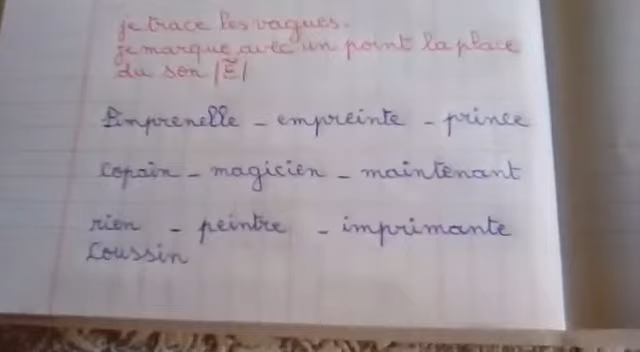 je trace les vagues.
je marque avec un point la place
du son |Ẽ|
Pimprenelle - empreinte - prince
copain - magicien - maintenant
rien - peintre - imprimante
coussin